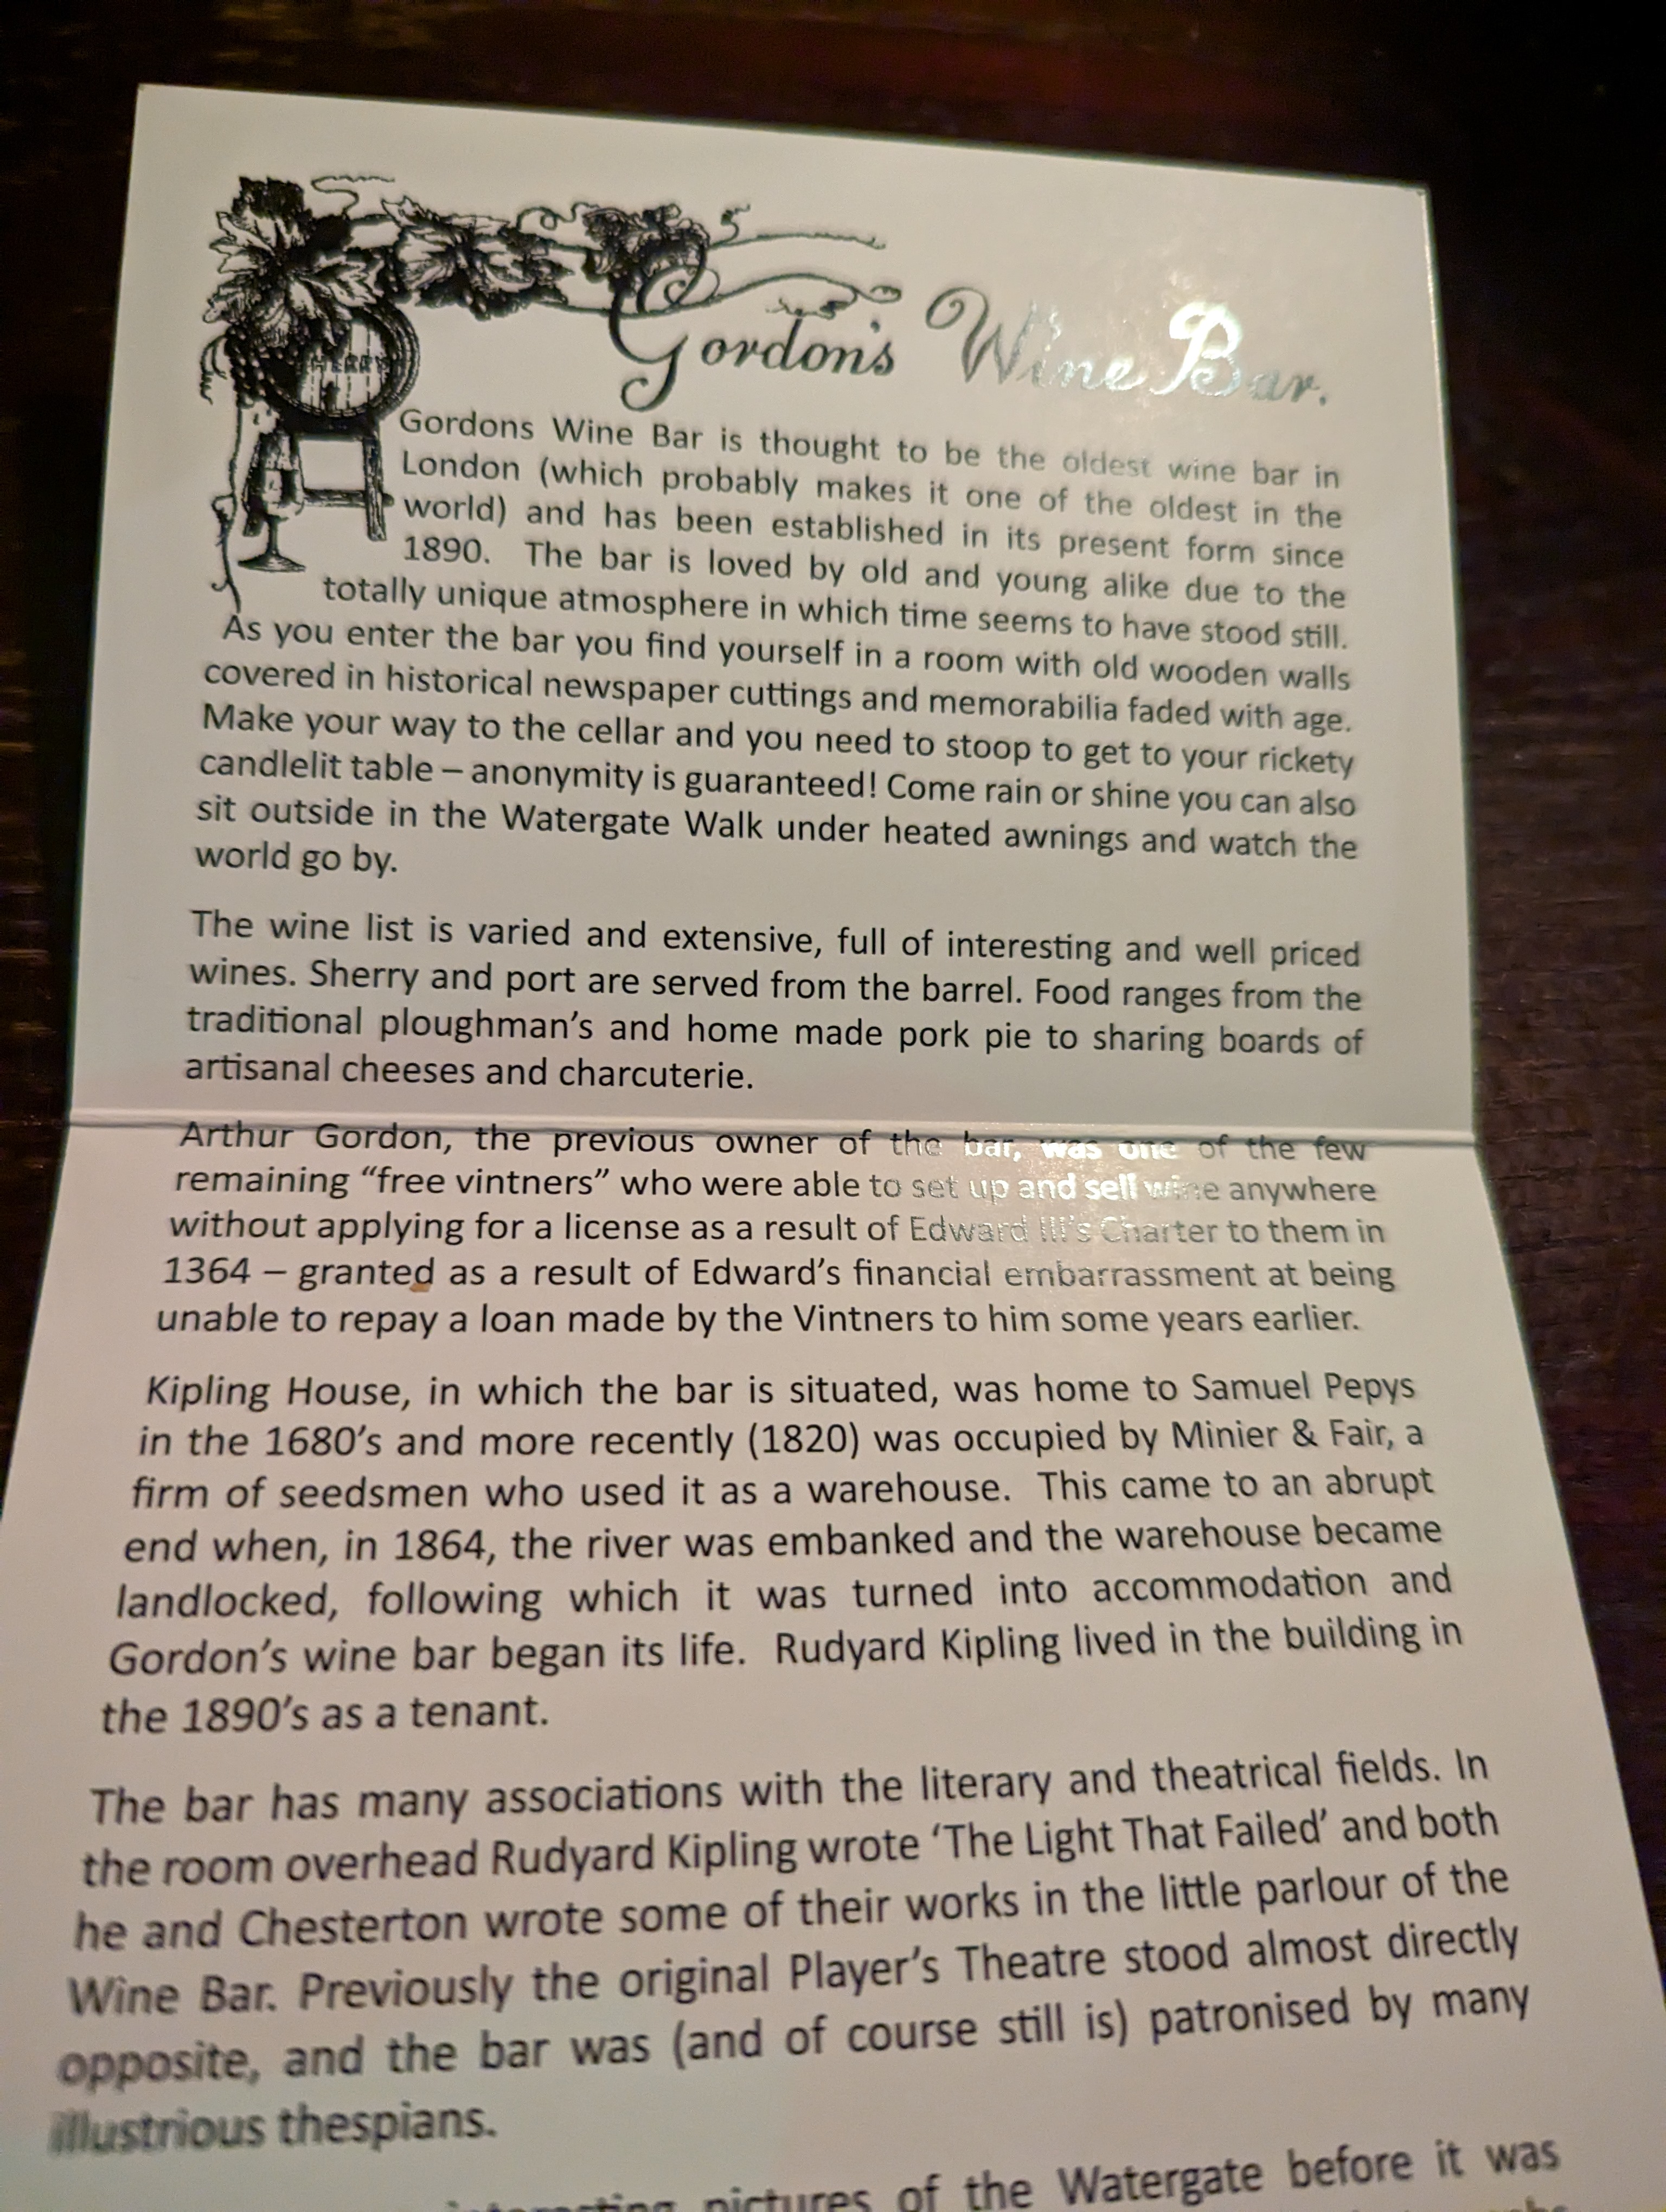 SHERRY
Gordon's Wine Bar.
Gordons Wine Bar is thought to be the oldest wine bar in
London (which probably makes it one of the oldest in the
world) and has been established in its present form since
1890. The bar is loved by old and young alike due to the
totally unique atmosphere in which time seems to have stood still.
As you enter the bar you find yourself in a room with old wooden walls
covered in historical newspaper cuttings and memorabilia faded with age.
Make your way to the cellar and you need to stoop to get to your rickety
candlelit table – anonymity is guaranteed! Come rain or shine you can also
sit outside in the Watergate Walk under heated awnings and watch the
world go by.
The wine list is varied and extensive, full of interesting and well priced
wines. Sherry and port are served from the barrel. Food ranges from the
traditional ploughman's and home made pork pie to sharing boards of
artisanal cheeses and charcuterie.
Arthur Gordon, the previous owner of the bar, was one of the few
remaining “free vintners” who were able to set up and sell wine anywhere
without applying for a license as a result of Edward III's Charter to them in
1364 – granted as a result of Edward's financial embarrassment at being
unable to repay a loan made by the Vintners to him some years earlier.
Kipling House, in which the bar is situated, was home to Samuel Pepys
in the 1680's and more recently (1820) was occupied by Minier & Fair, a
firm of seedsmen who used it as a warehouse. This came to an abrupt
end when, in 1864, the river was embanked and the warehouse became
landlocked, following which it was turned into accommodation and
Gordon's wine bar began its life. Rudyard Kipling lived in the building in
the 1890's as a tenant.
The bar has many associations with the literary and theatrical fields. In
the room overhead Rudyard Kipling wrote ‘The Light That Failed’ and both
he and Chesterton wrote some of their works in the little parlour of the
Wine Bar. Previously the original Player's Theatre stood almost directly
opposite, and the bar was (and of course still is) patronised by many
illustrious thespians.
interesting pictures of the Watergate before it was